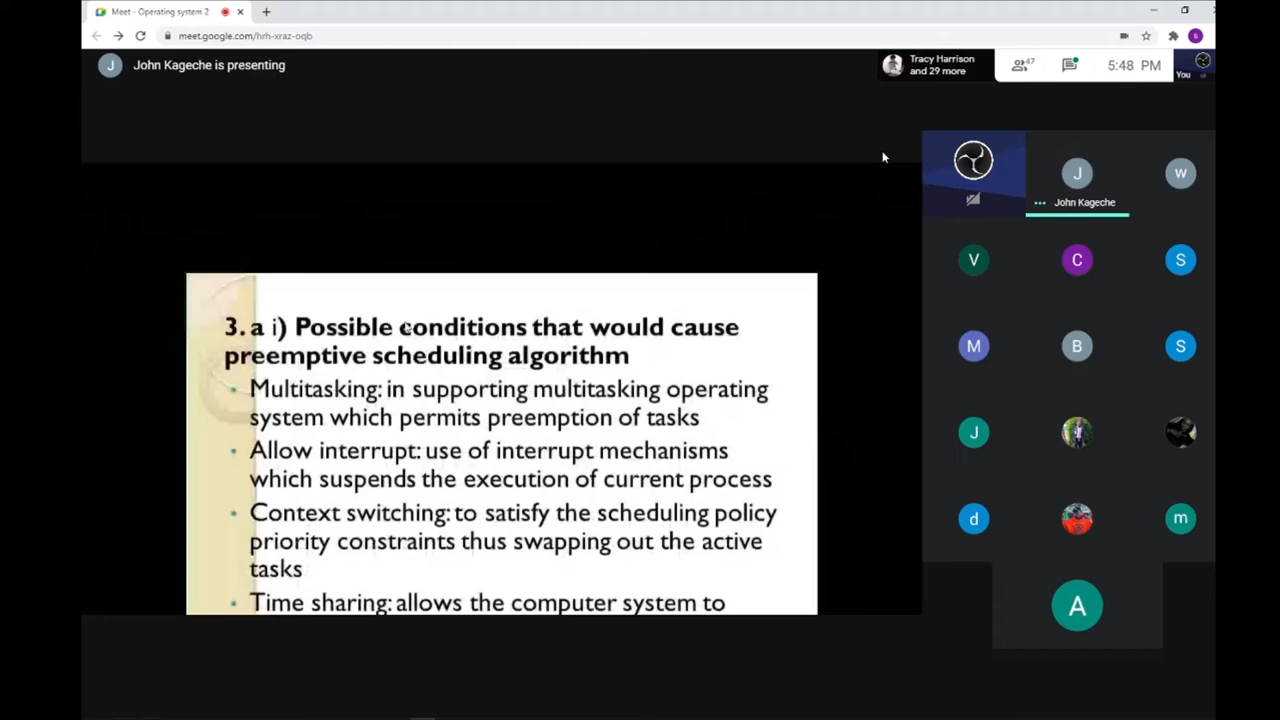 Meet - Operating system 2
meet.google.com/hrh-xraz-oqb
J
John Kageche is presenting
Tracy Harrison
and 29 more
47
5:48 PM
You
J
John Kageche
w
V
C
S
M
B
S
J
d
m
A
3. a i) Possible conditions that would cause
preemptive scheduling algorithm
• Multitasking: in supporting multitasking operating
system which permits preemption of tasks
• Allow interrupt: use of interrupt mechanisms
which suspends the execution of current process
• Context switching: to satisfy the scheduling policy
priority constraints thus swapping out the active
tasks
• Time sharing: allows the computer system to